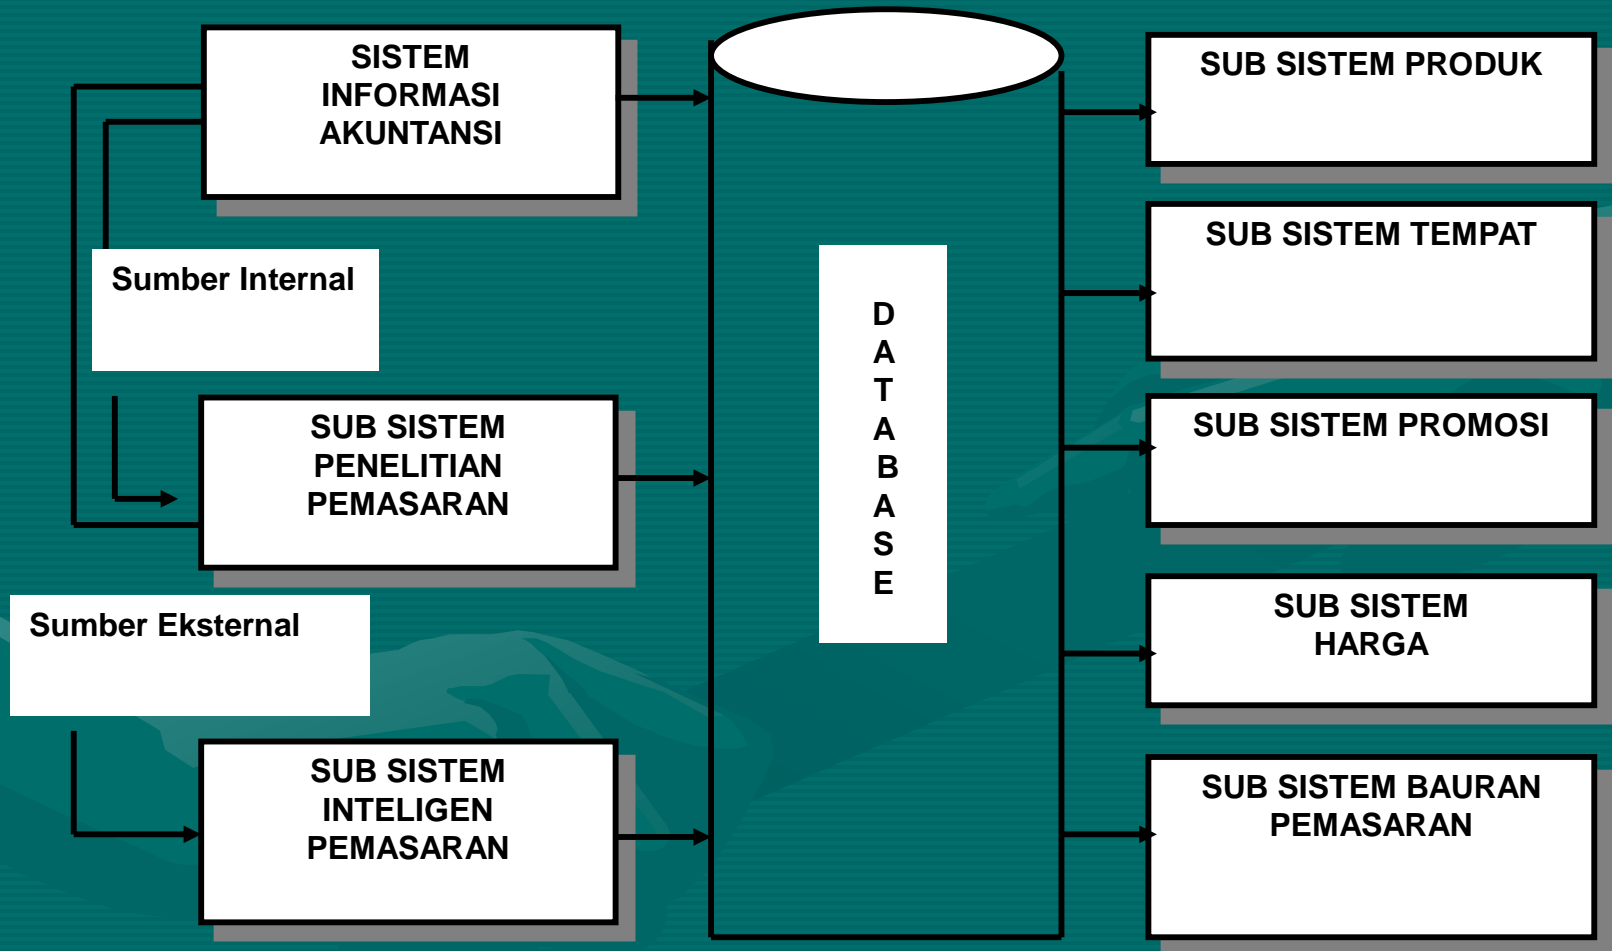 SISTEM
INFORMASI
AKUNTANSI
Sumber Internal
SUB SISTEM
PENELITIAN
PEMASARAN
Sumber Eksternal
SUB SISTEM
INTELIGEN
PEMASARAN
D
A
T
A
B
A
S
E
SUB SISTEM PRODUK
SUB SISTEM TEMPAT
SUB SISTEM PROMOSI
SUB SISTEM
HARGA
SUB SISTEM BAURAN
PEMASARAN